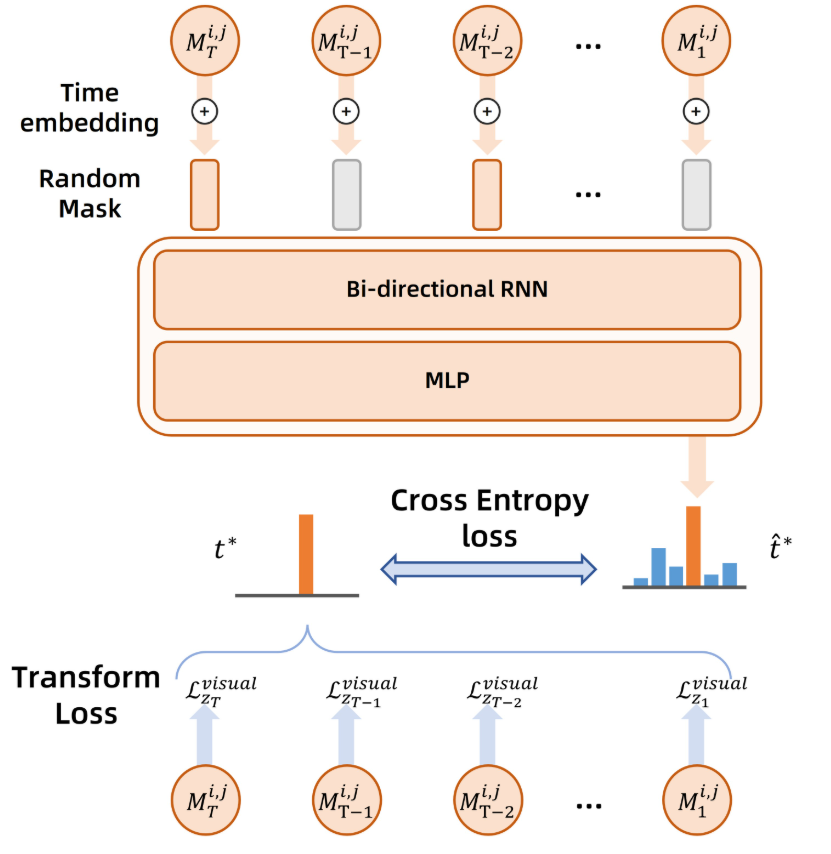 $M_T^{i,j}$ $M_{T-1}^{i,j}$ $M_{T-2}^{i,j}$ ... $M_1^{i,j}$
Time
embedding
+ + + +
Random
Mask
...
Bi-directional RNN
MLP
Cross Entropy
loss
$t^*$
$\hat{t}^*$
Transform
Loss
$\mathcal{L}_{z_T}^{visual}$ $\mathcal{L}_{z_{T-1}}^{visual}$ $\mathcal{L}_{z_{T-2}}^{visual}$ $\mathcal{L}_{z_1}^{visual}$
$M_T^{i,j}$ $M_{T-1}^{i,j}$ $M_{T-2}^{i,j}$ ... $M_1^{i,j}$